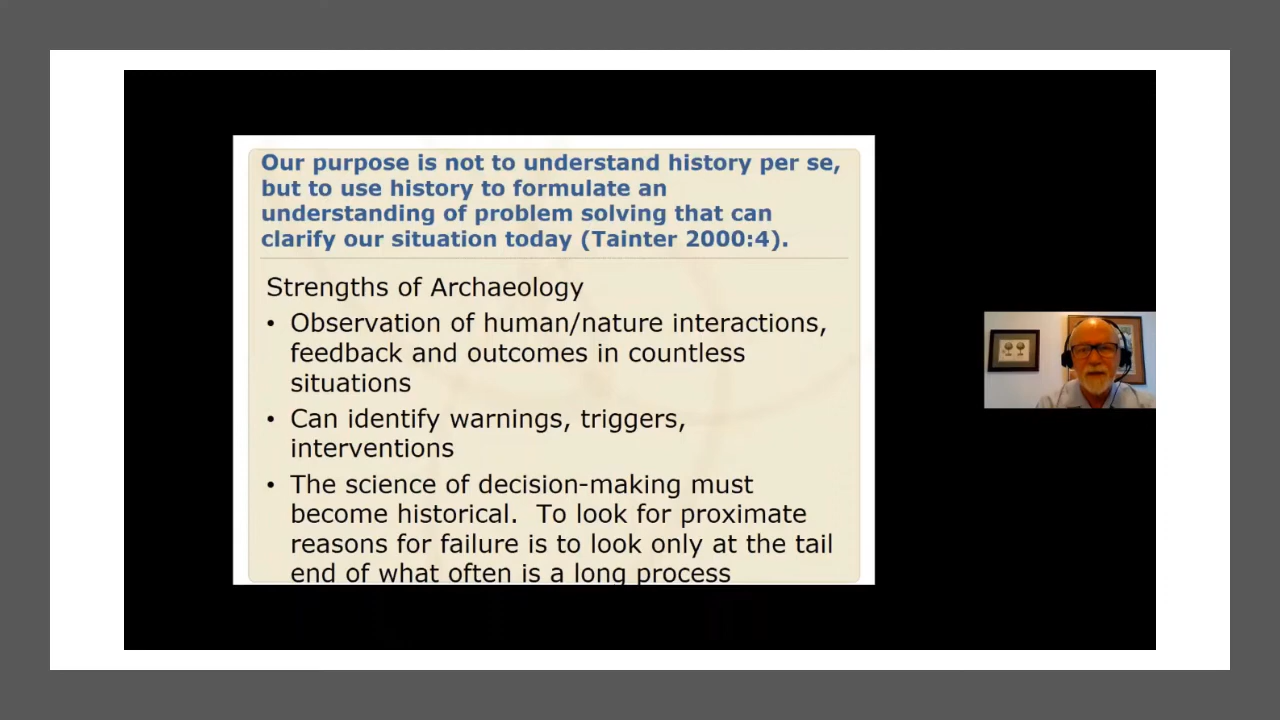 Our purpose is not to understand history per se,
but to use history to formulate an
understanding of problem solving that can
clarify our situation today (Tainter 2000:4).
Strengths of Archaeology
• Observation of human/nature interactions,
feedback and outcomes in countless
situations
• Can identify warnings, triggers,
interventions
• The science of decision-making must
become historical.  To look for proximate
reasons for failure is to look only at the tail
end of what often is a long process